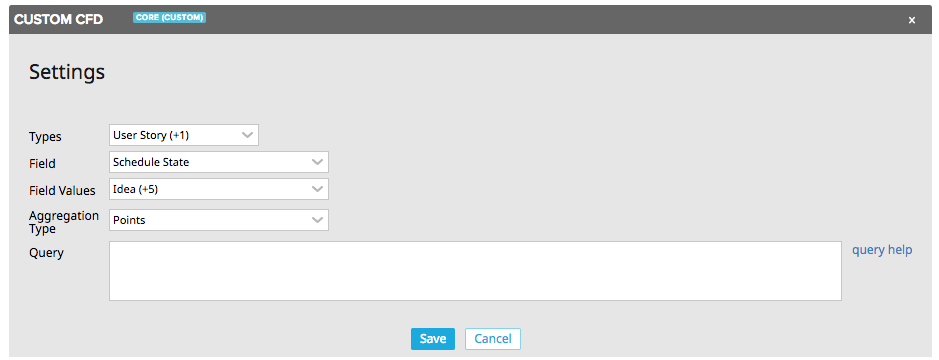 CUSTOM CFD CORE (CUSTOM) ×
Settings
Types User Story (+1)
Field Schedule State
Field Values Idea (+5)
Aggregation
Type Points
Query query help
Save Cancel